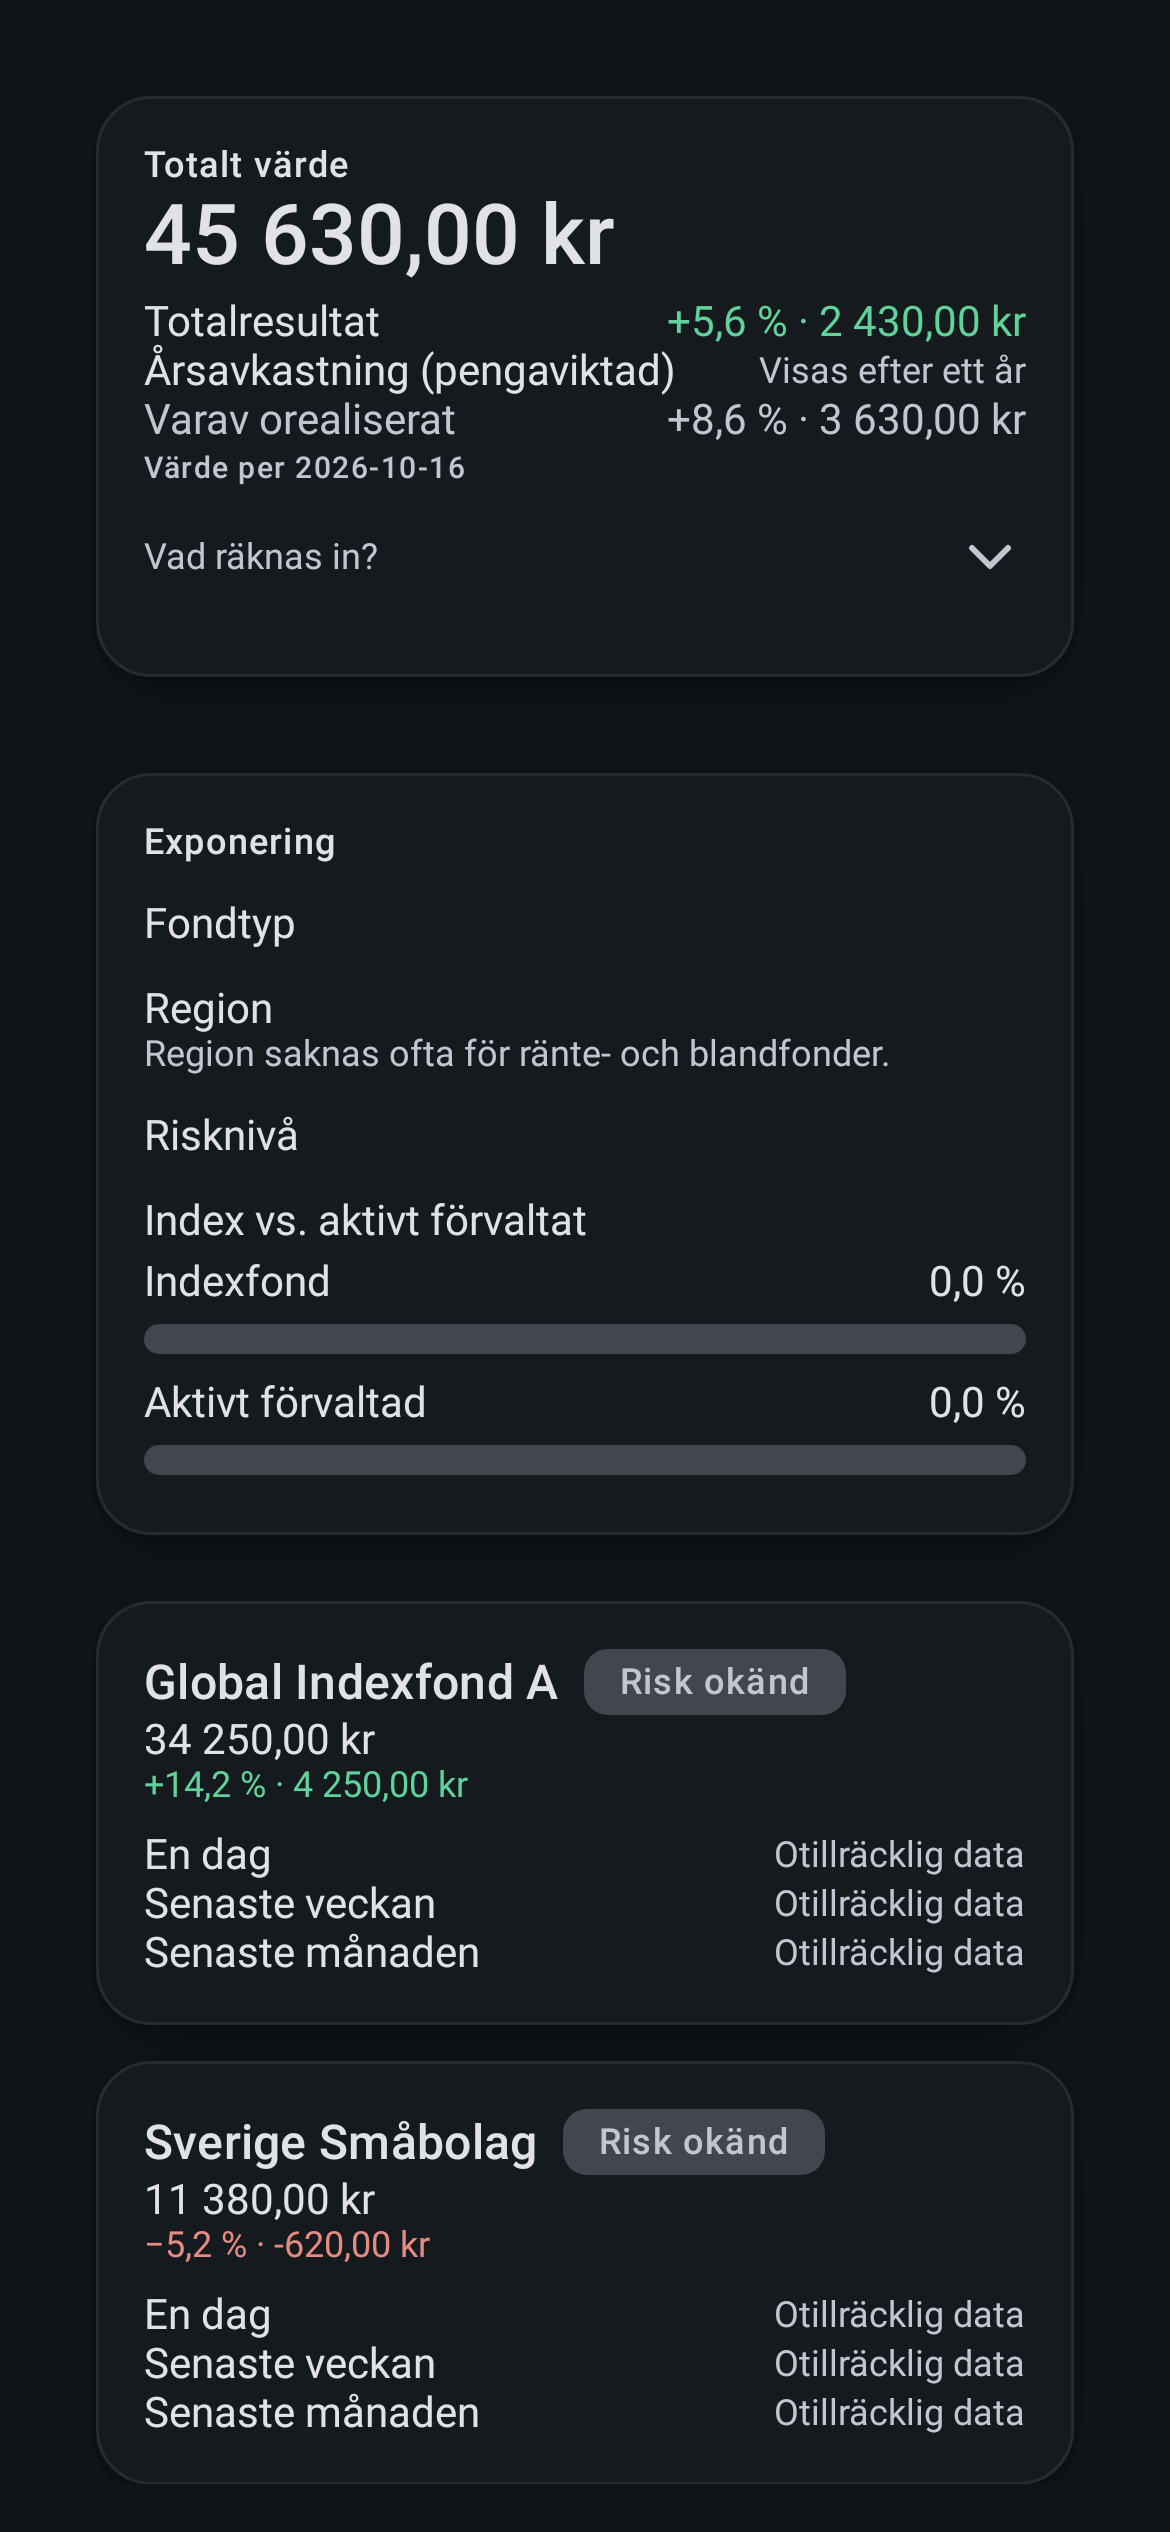 Totalt värde
45 630,00 kr
Totalresultat +5,6 % · 2 430,00 kr
Årsavkastning (pengaviktad) Visas efter ett år
Varav orealiserat +8,6 % · 3 630,00 kr
Värde per 2026-10-16
Vad räknas in?
Exponering
Fondtyp
Region
Region saknas ofta för ränte- och blandfonder.
Risknivå
Index vs. aktivt förvaltat
Indexfond 0,0 %
Aktivt förvaltad 0,0 %
Global Indexfond A Risk okänd
34 250,00 kr
+14,2 % · 4 250,00 kr
En dag Otillräcklig data
Senaste veckan Otillräcklig data
Senaste månaden Otillräcklig data
Sverige Småbolag Risk okänd
11 380,00 kr
−5,2 % · -620,00 kr
En dag Otillräcklig data
Senaste veckan Otillräcklig data
Senaste månaden Otillräcklig data